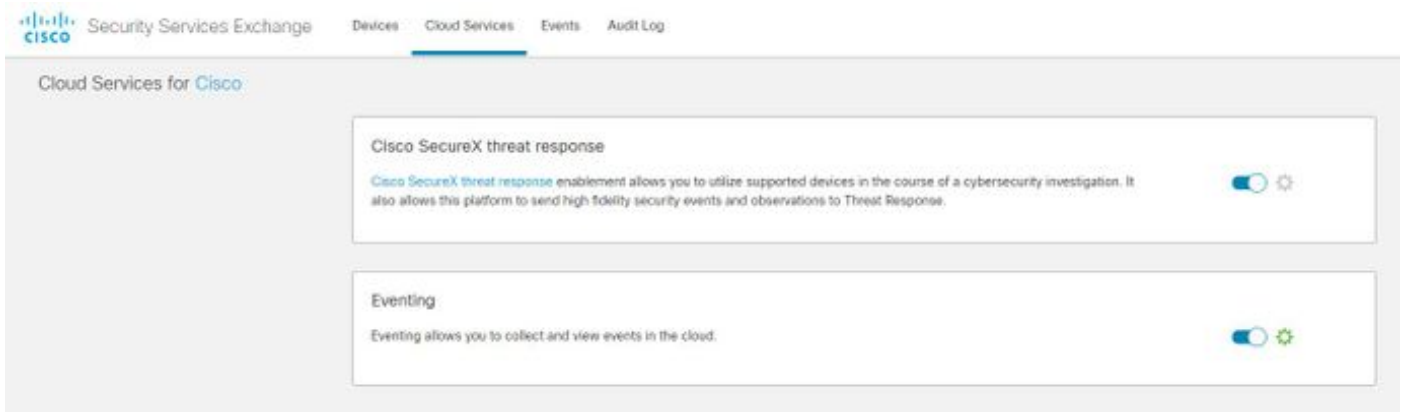 CISCO
Security Services Exchange
Devices
Cloud Services
Events
Audit Log
Cloud Services for Cisco
Cisco SecureX threat response
Cisco SecureX threat response enablement allows you to utilize supported devices in the course of a cybersecurity investigation. It
also allows this platform to send high fidelity security events and observations to Threat Response.
Eventing
Eventing allows you to collect and view events in the cloud.